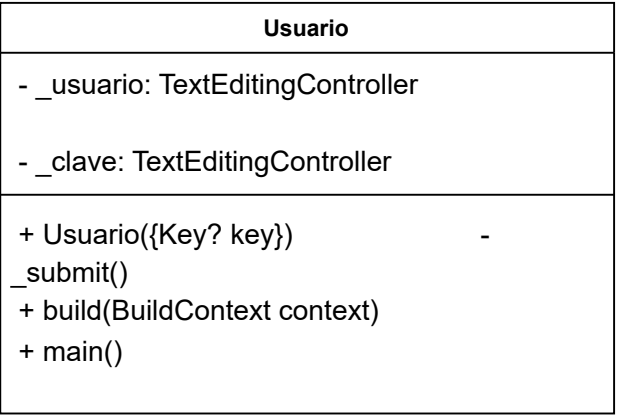 Usuario
- _usuario: TextEditingController
- _clave: TextEditingController
+ Usuario({Key? key}) -
_submit()
+ build(BuildContext context)
+ main()